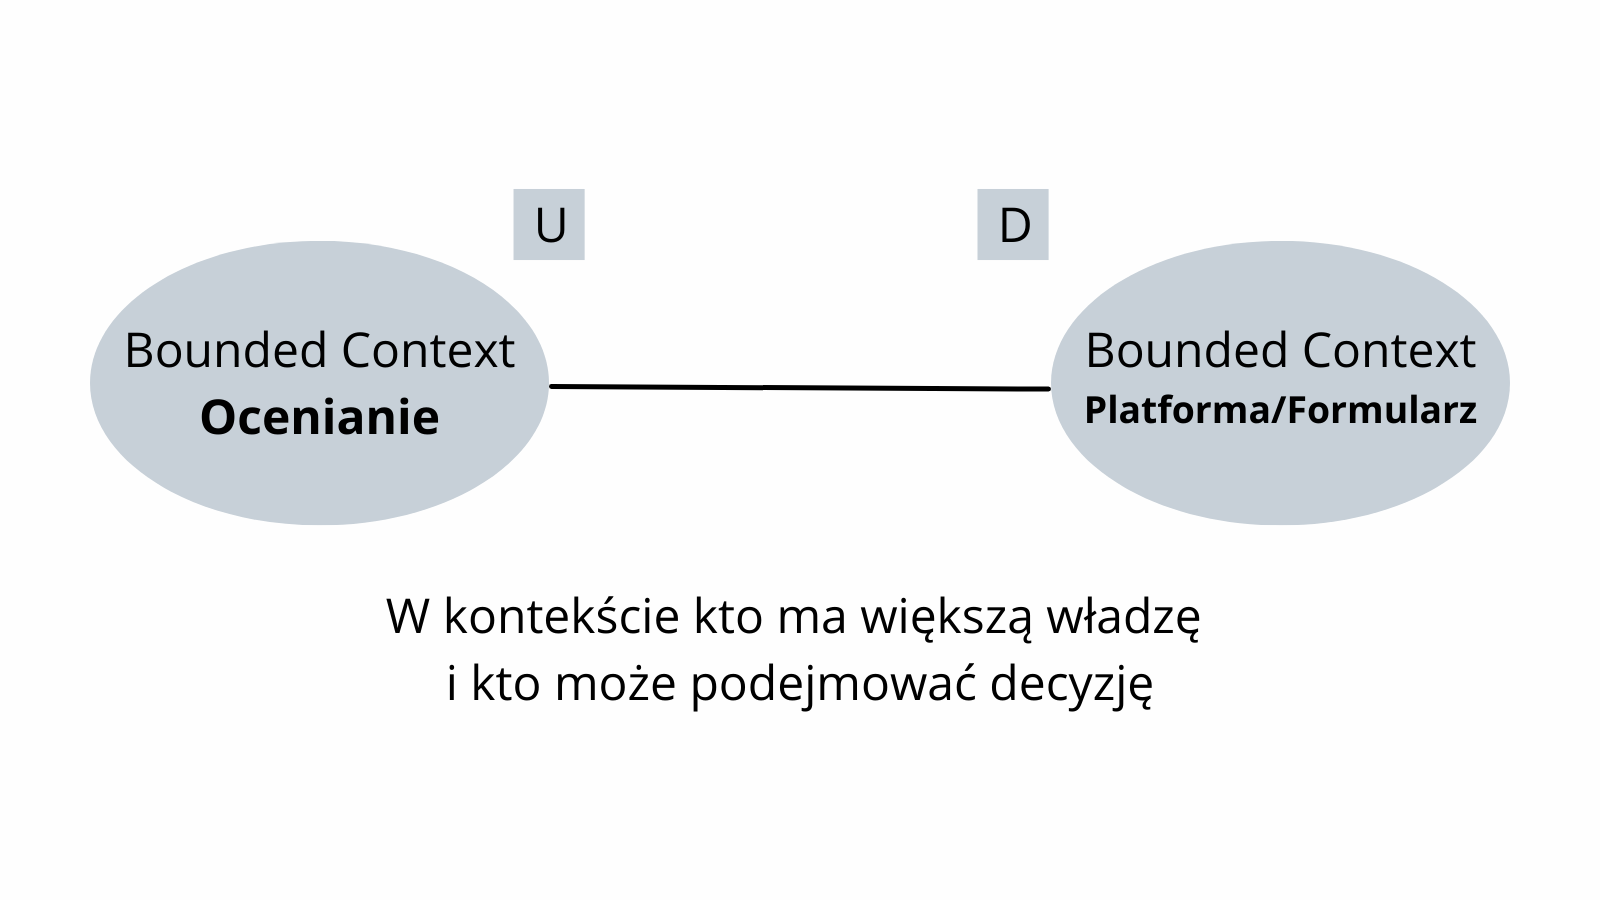 U
D
Bounded Context
Ocenianie
Bounded Context
Platforma/Formularz
W kontekście kto ma większą władzę
i kto może podejmować decyzję